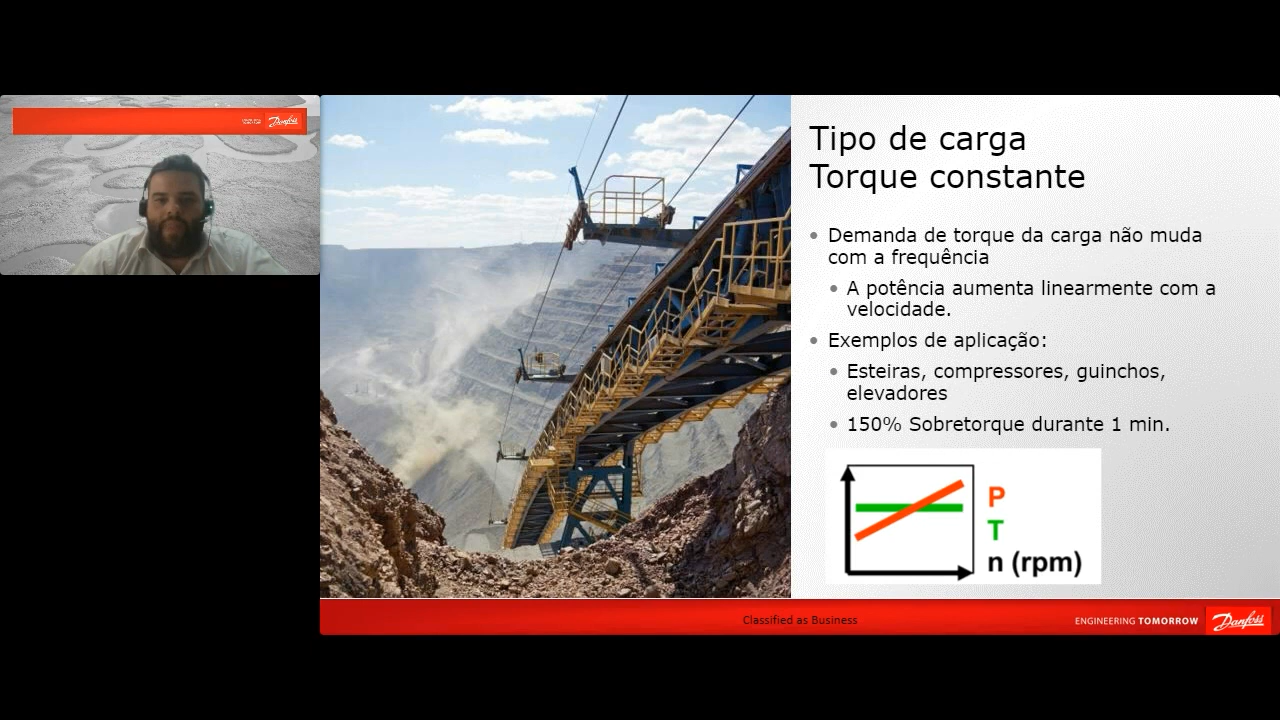 Danfoss
Tipo de carga
Torque constante
• Demanda de torque da carga não muda
com a frequência
• A potência aumenta linearmente com a
velocidade.
• Exemplos de aplicação:
• Esteiras, compressores, guinchos,
elevadores
• 150% Sobretorque durante 1 min.
P
T
n (rpm)
Classified as Business
ENGINEERING TOMORROW
Danfoss